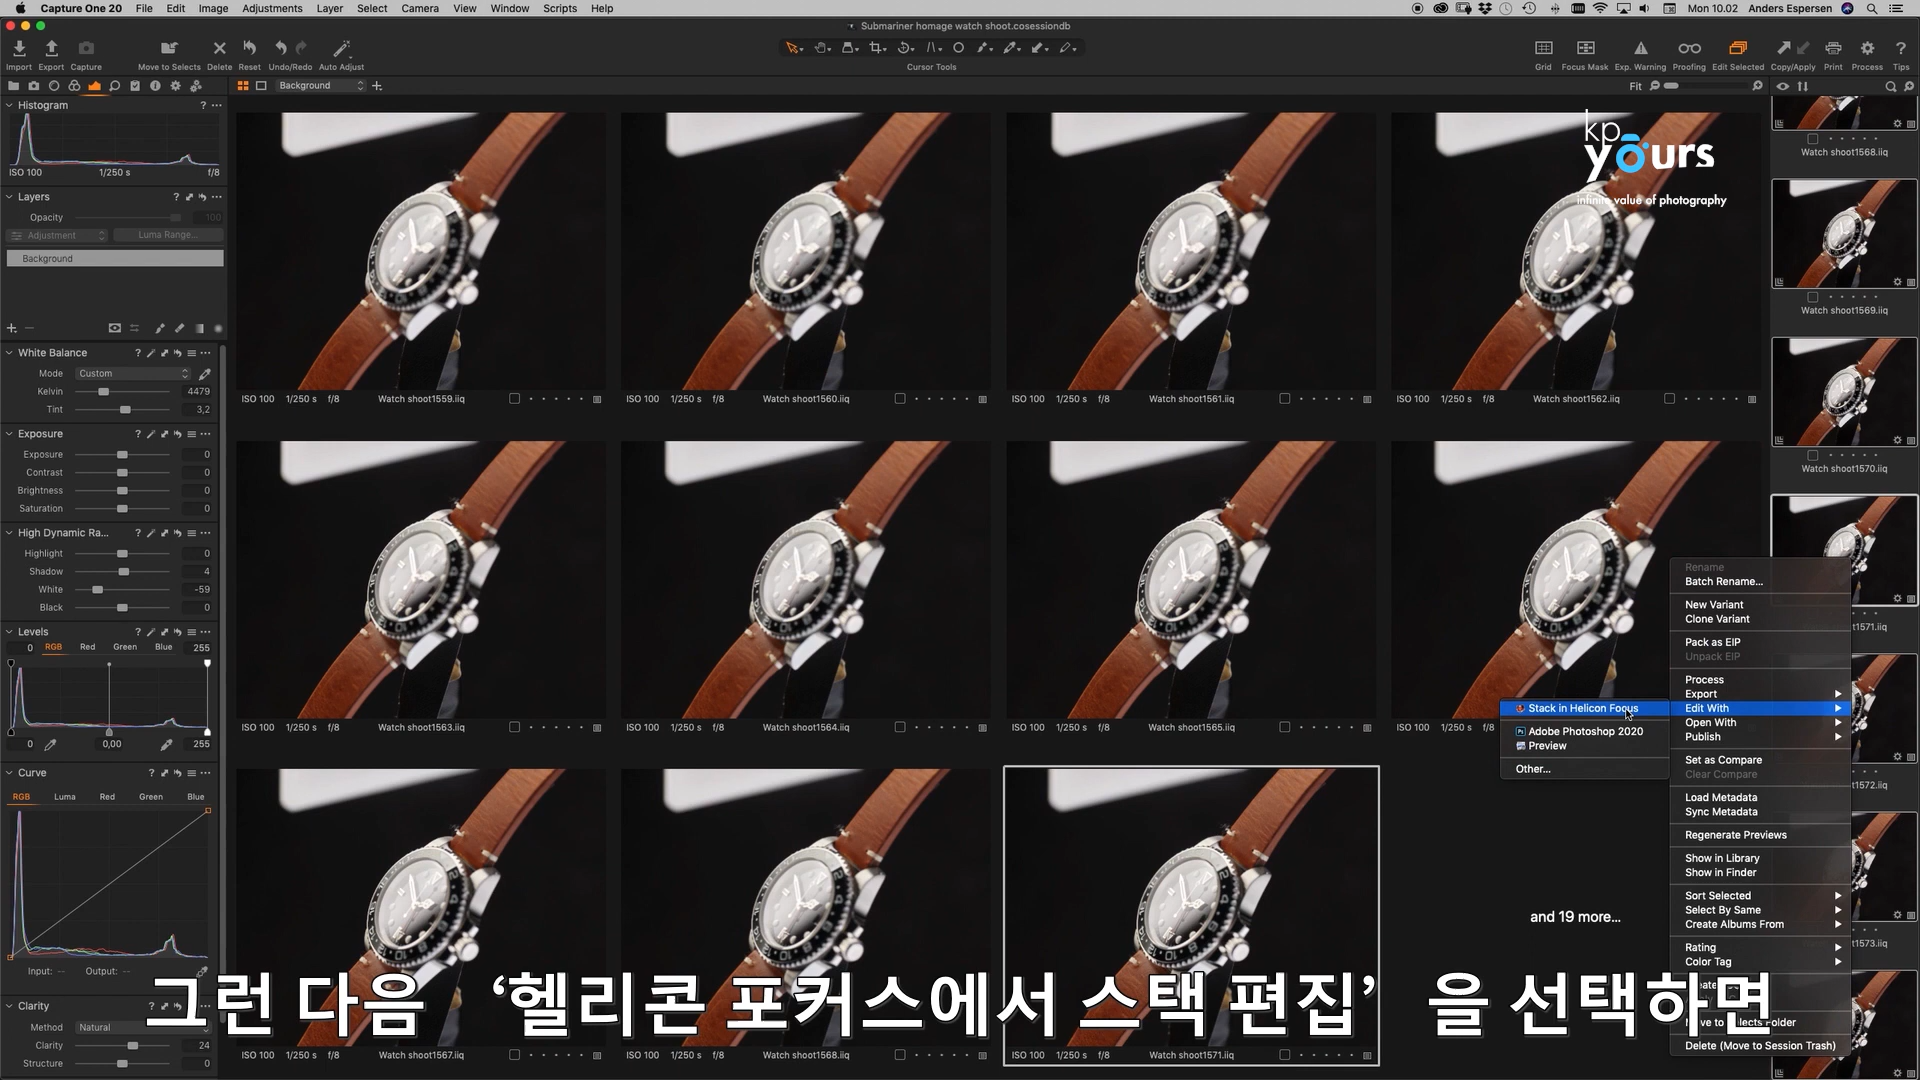 Capture One 20 File Edit Image Adjustments Layer Select Camera View Window Scripts Help
Mon 10.02 Anders Espersen
Submariner homage watch shoot.cosessiondb
Import Export Capture Move to Selects Delete Reset Undo/Redo Auto Adjust
Cursor Tools
Grid Focus Mask Exp. Warning Proofing Edit Selected Copy/Apply Print Process Tips
Background
Fit
Histogram
ISO 100 1/250 s f/8
Layers
Opacity 100
Adjustment Luma Range...
Background
White Balance
Mode Custom
Kelvin 4479
Tint 3,2
Exposure
Exposure 0
Contrast 0
Brightness 0
Saturation 0
High Dynamic Ra...
Highlight 0
Shadow 4
White -59
Black 0
Levels
0 RGB Red Green Blue 255
0 0,00 255
Curve
RGB Luma Red Green Blue
Input: -- Output: --
Clarity
Method Natural
Clarity 24
Structure 0
kp
yours
infinite value of photography
ISO 100 1/250 s f/8 Watch shoot1559.iiq
ISO 100 1/250 s f/8 Watch shoot1560.iiq
ISO 100 1/250 s f/8 Watch shoot1561.iiq
ISO 100 1/250 s f/8 Watch shoot1562.iiq
ISO 100 1/250 s f/8 Watch shoot1563.iiq
ISO 100 1/250 s f/8 Watch shoot1564.iiq
ISO 100 1/250 s f/8 Watch shoot1565.iiq
ISO 100
ISO 100 1/250 s f/8 Watch shoot1567.iiq
ISO 100 1/250 s f/8 Watch shoot1568.iiq
ISO 100 1/250 s f/8 Watch shoot1571.iiq
and 19 more...
Watch shoot1568.iiq
Watch shoot1569.iiq
Watch shoot1570.iiq
1571.iiq
1572.iiq
1573.iiq
Rename
Batch Rename...
New Variant
Clone Variant
Pack as EIP
Unpack EIP
Process
Export
Edit With
Open With
Publish
Set as Compare
Clear Compare
Load Metadata
Sync Metadata
Regenerate Previews
Show in Library
Show in Finder
Sort Selected
Select By Same
Create Albums From
Rating
Color Tag
Delete (Move to Session Trash)
Stack in Helicon Focus
Adobe Photoshop 2020
Preview
Other...
그런 다음 ‘헬리콘 포커스에서 스택 편집’ 을 선택하면